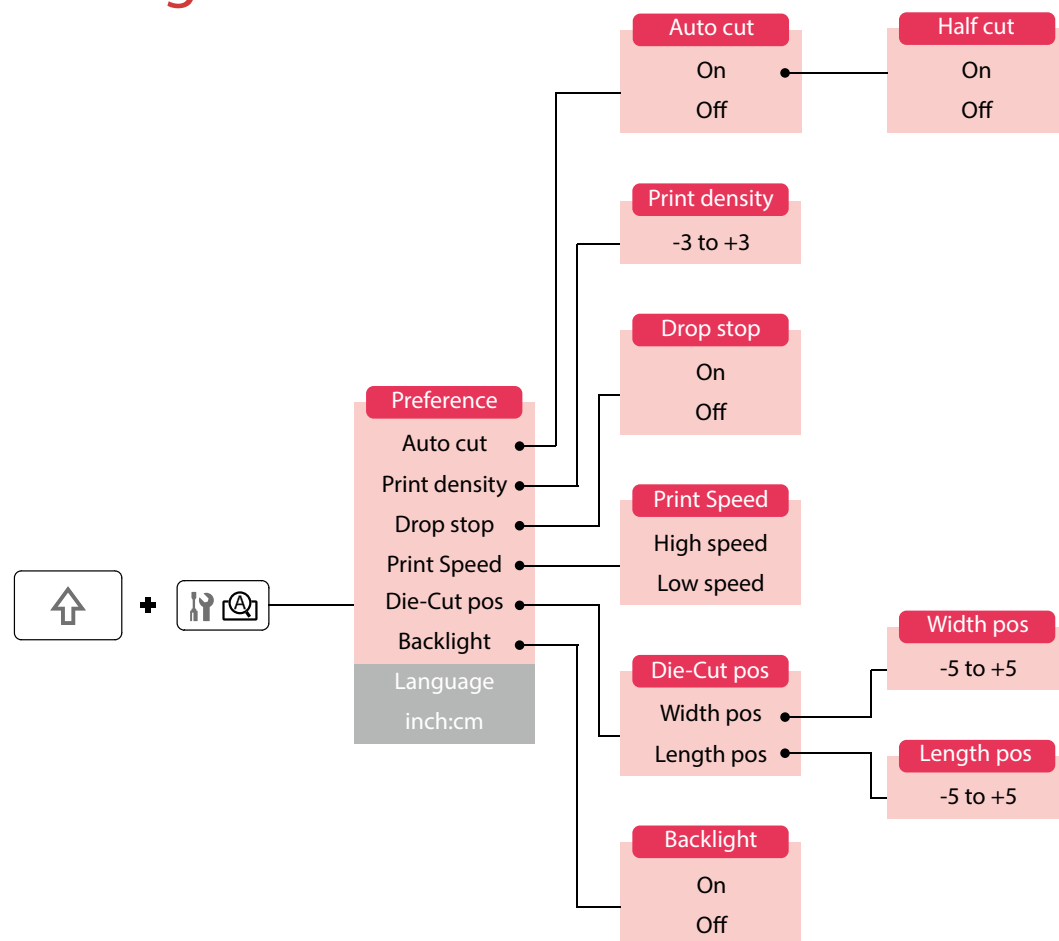 Auto cut
On
Off
Half cut
On
Off
Print density
-3 to +3
Drop stop
On
Off
Preference
Auto cut
Print density
Drop stop
Print Speed
Die-Cut pos
Backlight
Language
inch:cm
Print Speed
High speed
Low speed
A
Die-Cut pos
Width pos
Length pos
Width pos
-5 to +5
Length pos
-5 to +5
Backlight
On
Off